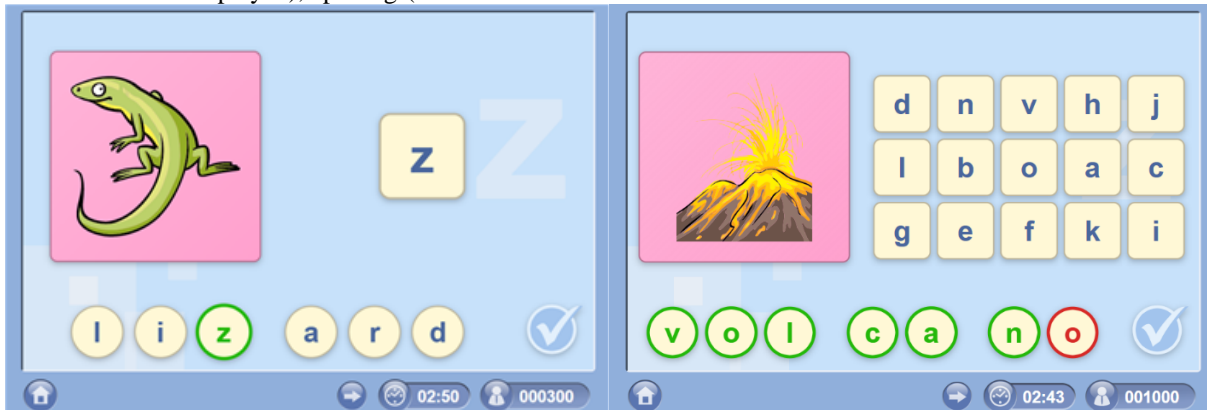 z
z
l i z a r d
02:50 000300
d n v h j
l b o a c
g e f k i
v o l c a n o
02:43 001000